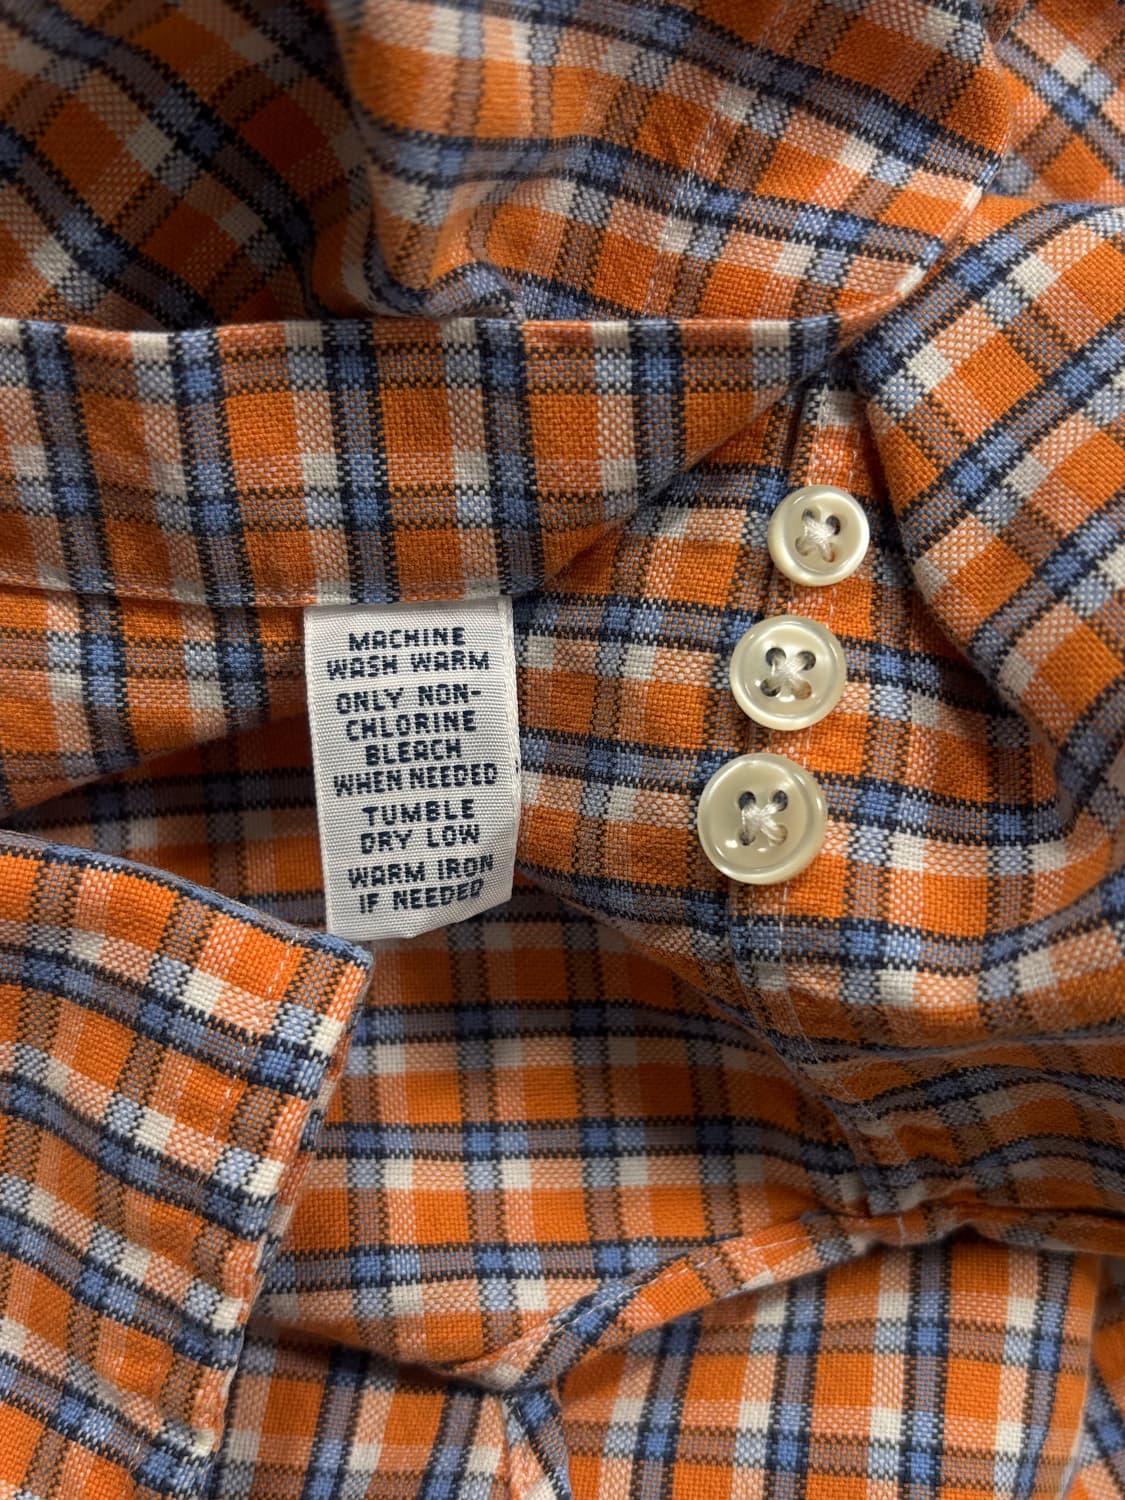 MACHINE
WASH WARM
ONLY NON-
CHLORINE
BLEACH
WHEN NEEDED
TUMBLE
DRY LOW
WARM IRON
IF NEEDED